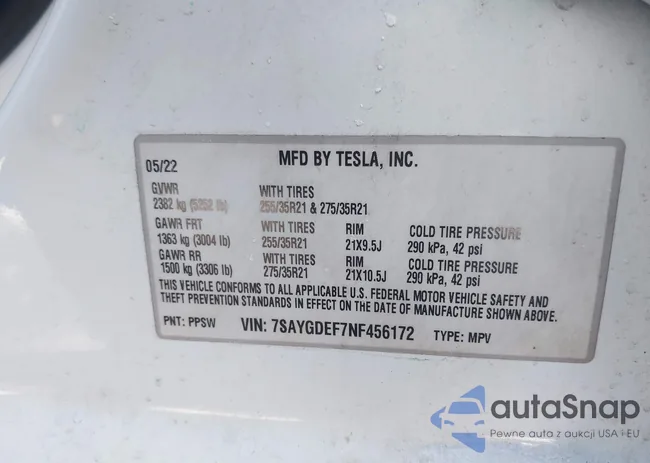 05/22 MFD BY TESLA, INC.
GVWR WITH TIRES
2382 kg (5252 lb) 255/35R21 & 275/35R21
GAWR FRT WITH TIRES RIM COLD TIRE PRESSURE
1363 kg (3004 lb) 255/35R21 21X9.5J 290 kPa, 42 psi
GAWR RR WITH TIRES RIM COLD TIRE PRESSURE
1500 kg (3306 lb) 275/35R21 21X10.5J 290 kPa, 42 psi
THIS VEHICLE CONFORMS TO ALL APPLICABLE U.S. FEDERAL MOTOR VEHICLE SAFETY AND
THEFT PREVENTION STANDARDS IN EFFECT ON THE DATE OF MANUFACTURE SHOWN ABOVE.
PNT: PPSW VIN: 7SAYGDEF7NF456172 TYPE: MPV
autaSnap
Pewne auta z aukcji USA i EU